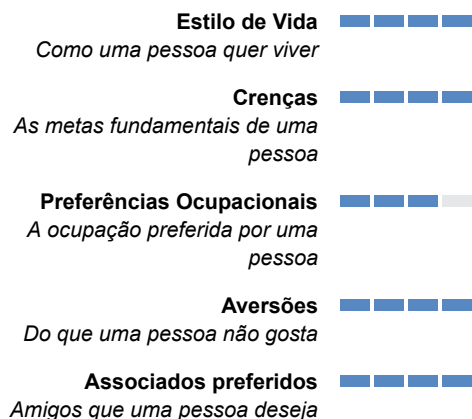 Estilo de Vida
Como uma pessoa quer viver
Crenças
As metas fundamentais de uma
pessoa
Preferências Ocupacionais
A ocupação preferida por uma
pessoa
Aversões
Do que uma pessoa não gosta
Associados preferidos
Amigos que uma pessoa deseja